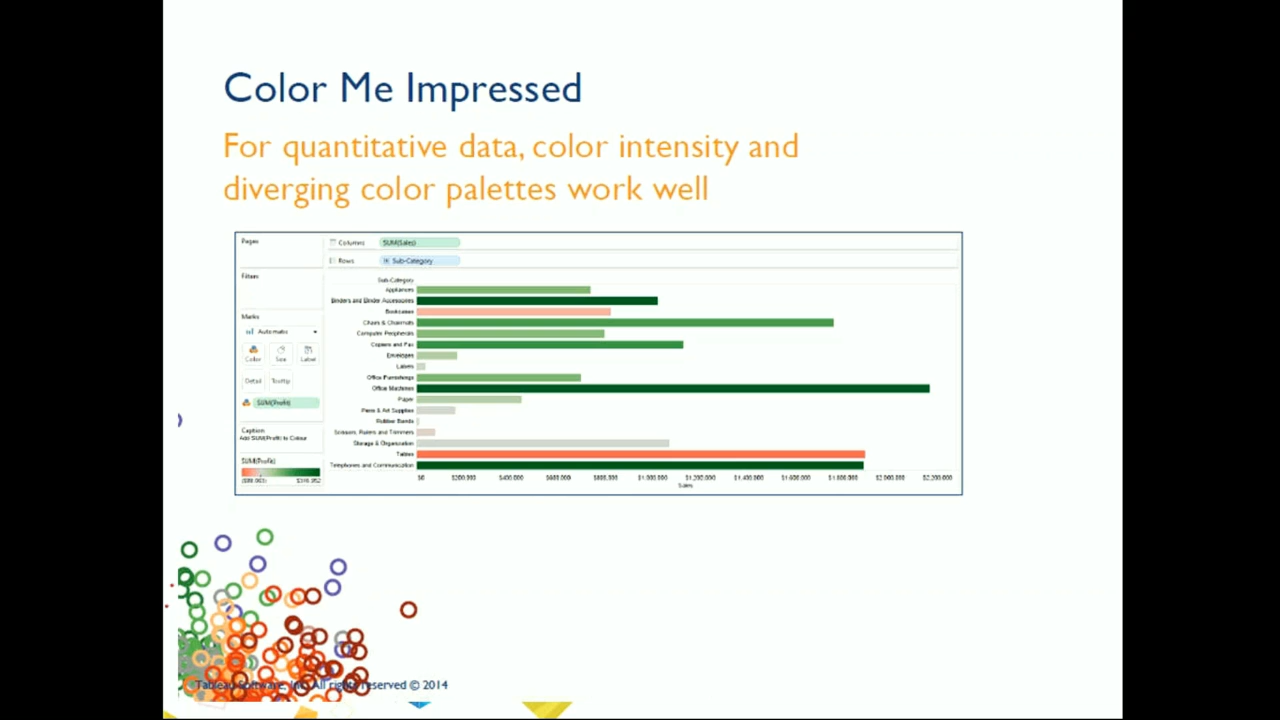 Color Me Impressed
For quantitative data, color intensity and
diverging color palettes work well
Pages
Columns
SUM(Sales)
Rows
Sub-Category
Filters
Sub-Category
Appliances
Binders and Binder Accessories
Bookcases
Chairs & Chairmats
Computer Peripherals
Copiers and Fax
Envelopes
Labels
Office Furnishings
Office Machines
Paper
Pens & Art Supplies
Rubber Bands
Scissors, Rulers and Trimmers
Storage & Organization
Tables
Telephones and Communication
$0 $200,000 $400,000 $600,000 $800,000 $1,000,000 $1,200,000 $1,400,000 $1,600,000 $1,800,000 $2,000,000 $2,200,000
Sales
Marks
Automatic
Color Size Label
Detail Tooltip
SUM(Profit)
Caption
Add SUM(Profit) to Colour
SUM(Profit)
Tableau Software, Inc. All rights reserved © 2014